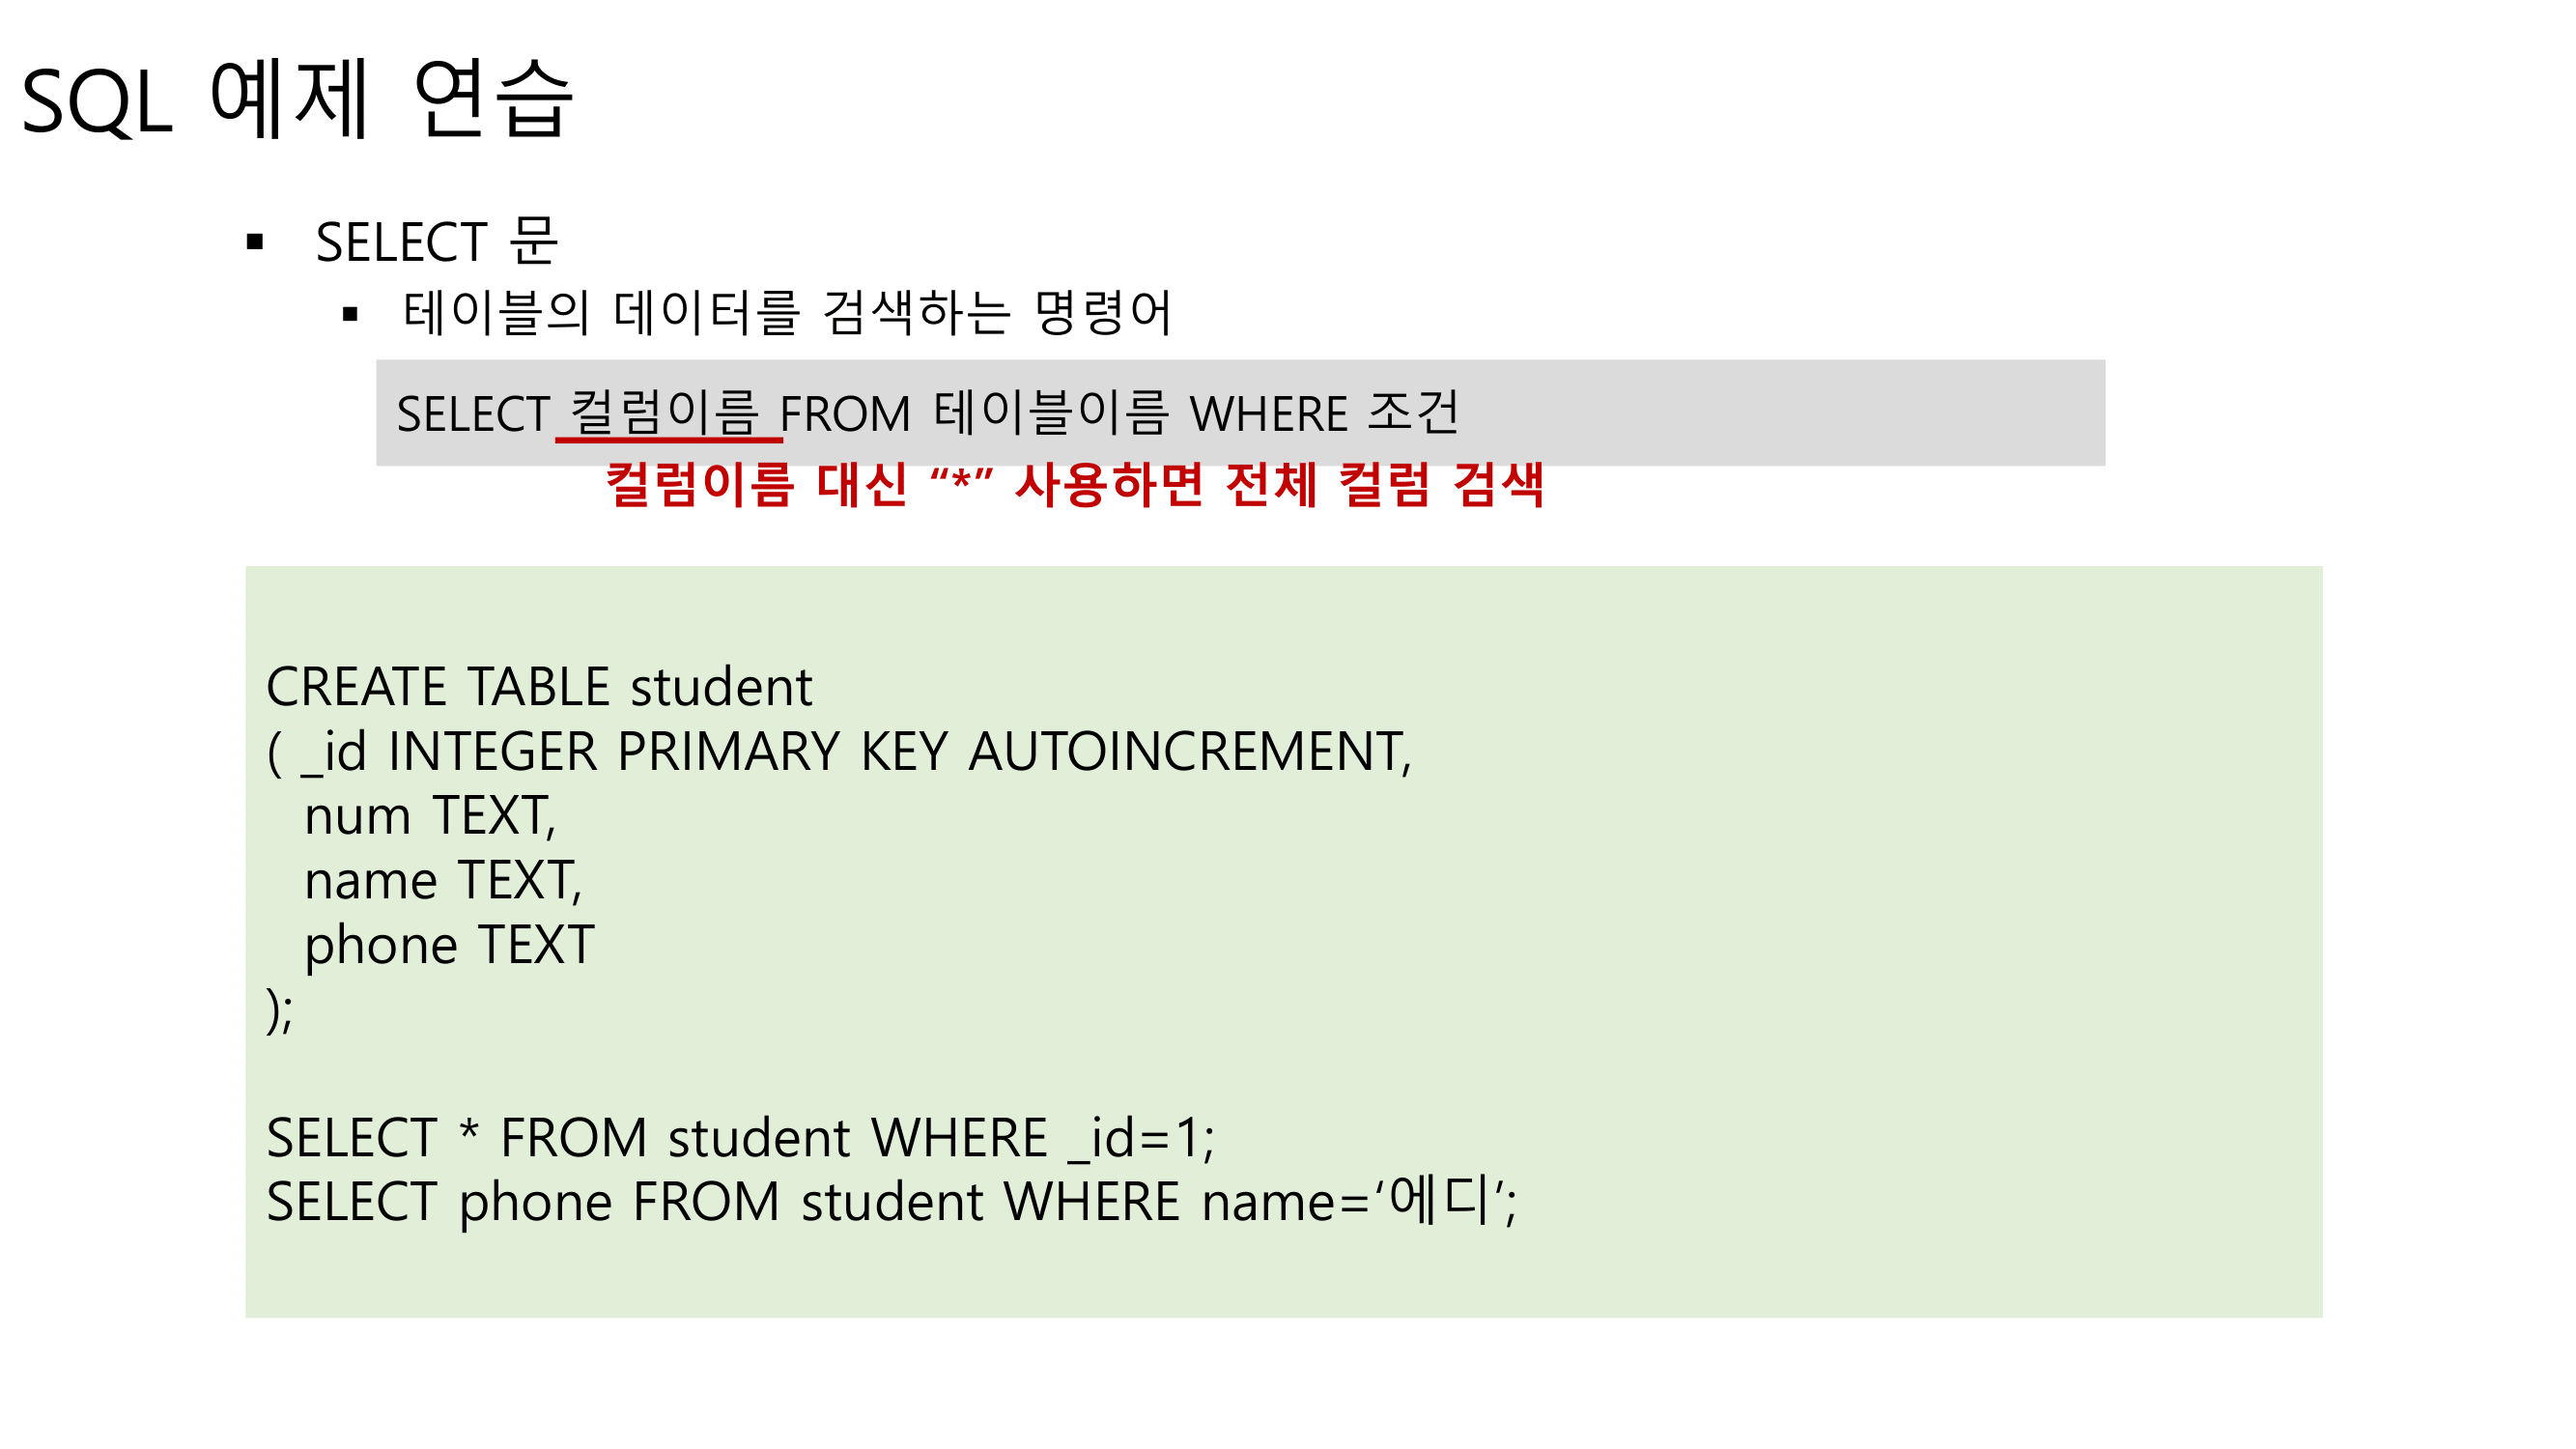 SQL 예제 연습
▪ SELECT 문
▪ 테이블의 데이터를 검색하는 명령어
SELECT 컬럼이름 FROM 테이블이름 WHERE 조건
컬럼이름 대신 “*” 사용하면 전체 컬럼 검색
CREATE TABLE student
( _id INTEGER PRIMARY KEY AUTOINCREMENT,
num TEXT,
name TEXT,
phone TEXT
);
SELECT * FROM student WHERE _id=1;
SELECT phone FROM student WHERE name=‘에디’;